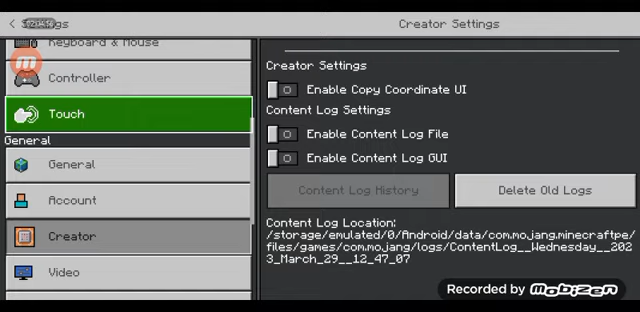 Creator Settings
Keyboard & Mouse
Controller
Touch
General
General
Account
Creator
Video
Creator Settings
Enable Copy Coordinate UI
Content Log Settings
Enable Content Log File
Enable Content Log GUI
Content Log History
Delete Old Logs
Content Log Location:
/storage/emulated/0/Android/data/com.mojang.minecraftpe/
files/games/com.mojang/logs/ContentLog__Wednesday__202
3_March_29__12_47_07
Recorded by Mobizen